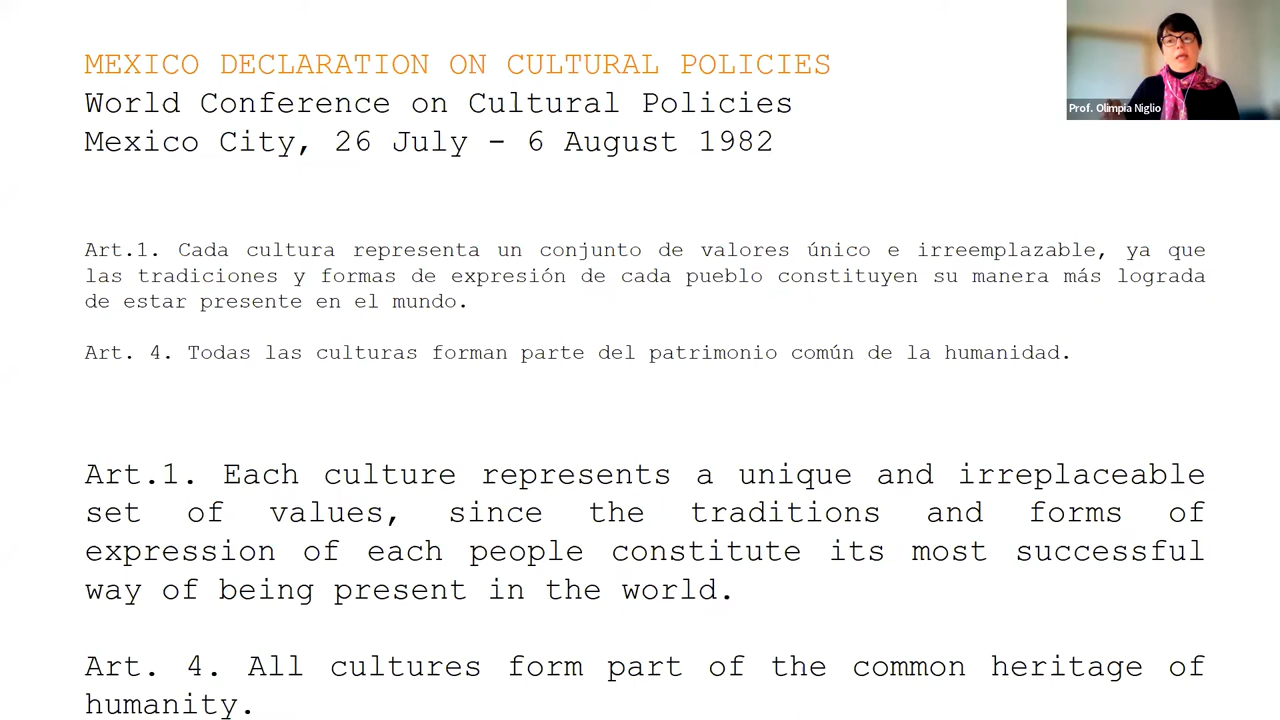 MEXICO DECLARATION ON CULTURAL POLICIES
World Conference on Cultural Policies
Mexico City, 26 July - 6 August 1982
Prof. Olimpia Niglio
Art.1. Cada cultura representa un conjunto de valores único e irreemplazable, ya que
las tradiciones y formas de expresión de cada pueblo constituyen su manera más lograda
de estar presente en el mundo.
Art. 4. Todas las culturas forman parte del patrimonio común de la humanidad.
Art.1. Each culture represents a unique and irreplaceable
set of values, since the traditions and forms of
expression of each people constitute its most successful
way of being present in the world.
Art. 4. All cultures form part of the common heritage of
humanity.